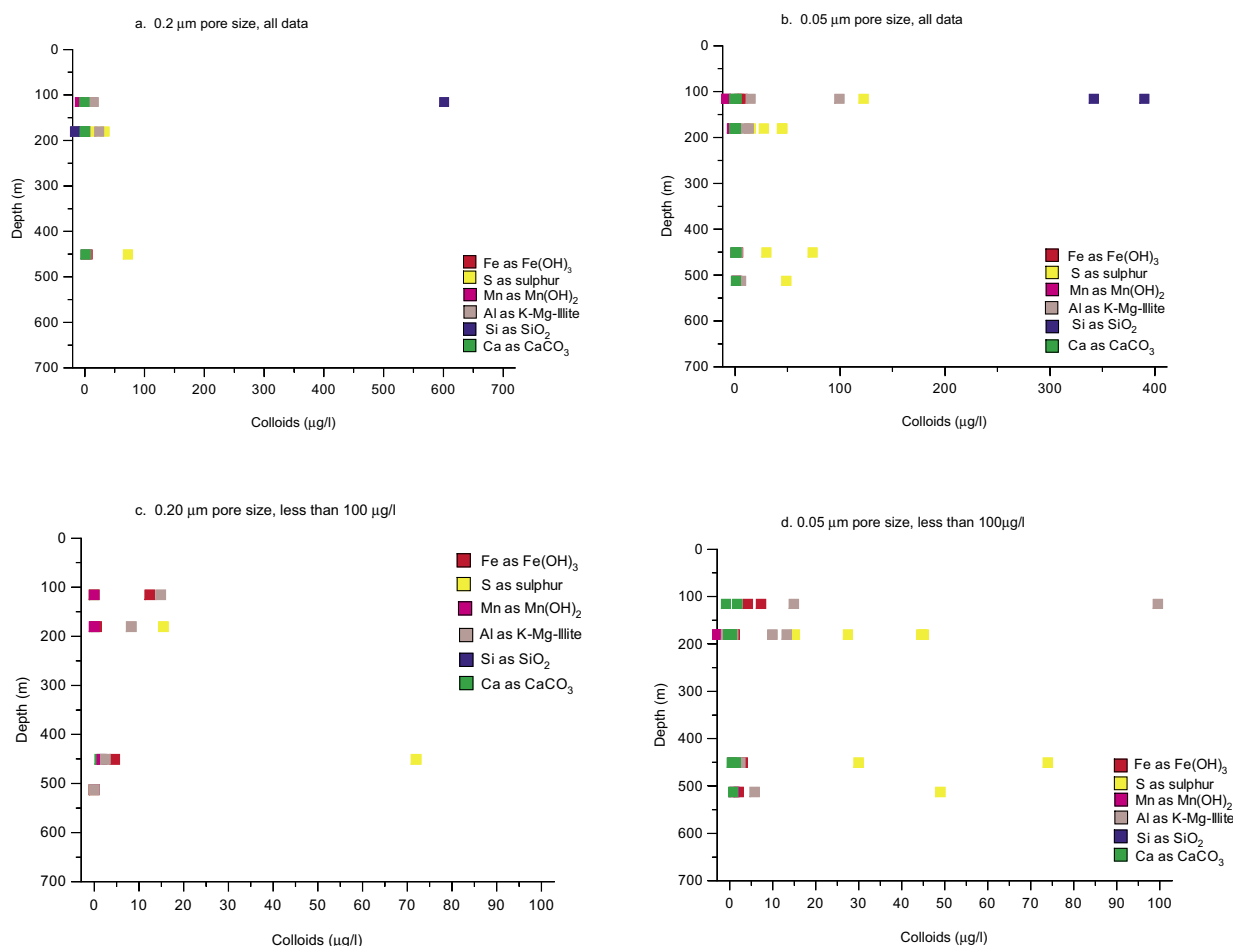 a. 0.2 μm pore size, all data
0
100
200
300
400
500
600
700
Depth (m)
0 100 200 300 400 500 600 700
Colloids (μg/l)
Fe as Fe(OH)3
S as sulphur
Mn as Mn(OH)2
Al as K-Mg-Illite
Si as SiO2
Ca as CaCO3
b. 0.05 μm pore size, all data
0
100
200
300
400
500
600
700
Depth (m)
0 100 200 300 400
Colloids (μg/l)
Fe as Fe(OH)3
S as sulphur
Mn as Mn(OH)2
Al as K-Mg-Illite
Si as SiO2
Ca as CaCO3
c. 0.20 μm pore size, less than 100 μg/l
0
100
200
300
400
500
600
700
Depth (m)
0 10 20 30 40 50 60 70 80 90 100
Colloids (μg/l)
Fe as Fe(OH)3
S as sulphur
Mn as Mn(OH)2
Al as K-Mg-Illite
Si as SiO2
Ca as CaCO3
d. 0.05 μm pore size, less than 100μg/l
0
100
200
300
400
500
600
700
Depth (m)
0 10 20 30 40 50 60 70 80 90 100
Colloids (μg/l)
Fe as Fe(OH)3
S as sulphur
Mn as Mn(OH)2
Al as K-Mg-Illite
Si as SiO2
Ca as CaCO3